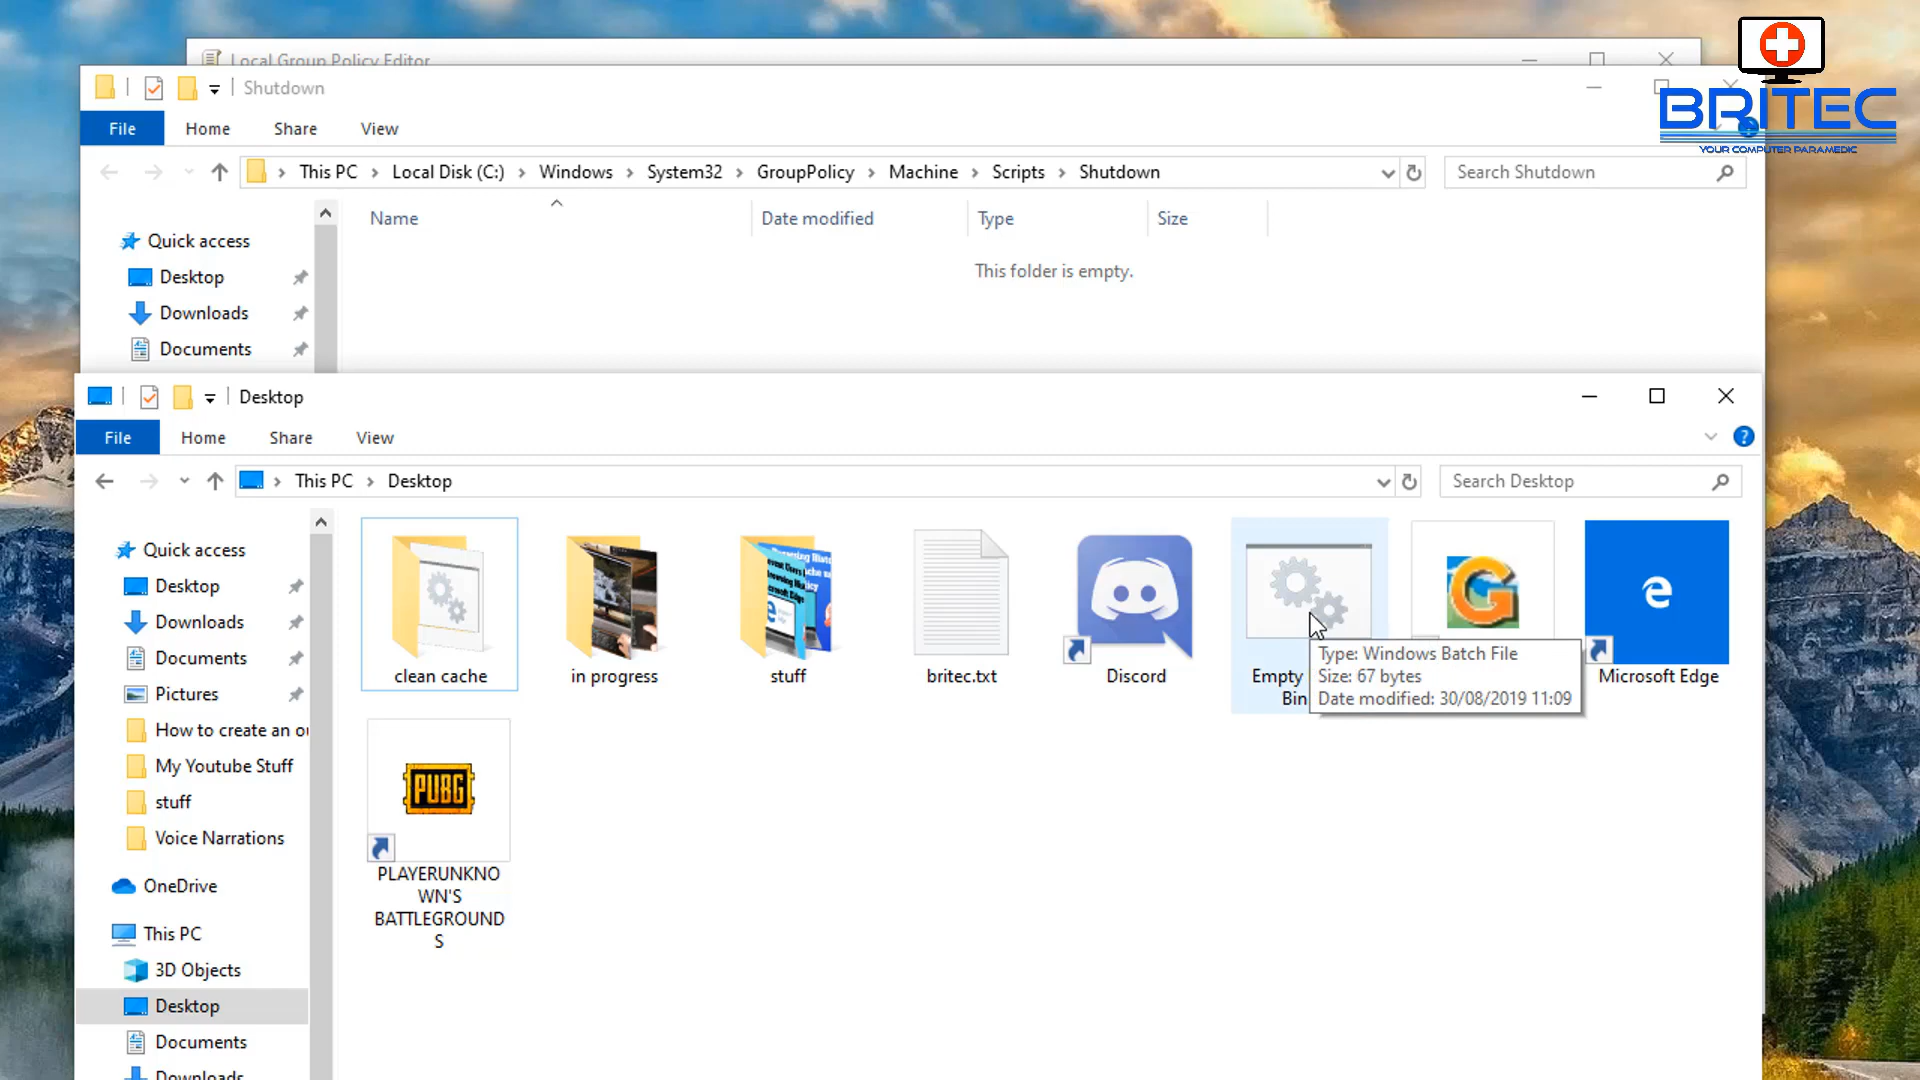 Local Group Policy Editor
Shutdown
File Home Share View
This PC Local Disk (C:) Windows System32 GroupPolicy Machine Scripts Shutdown
Search Shutdown
Name Date modified Type Size
This folder is empty.
Quick access
Desktop
Downloads
Documents
BRITEC
YOUR COMPUTER PARAMEDIC
Desktop
File Home Share View
This PC Desktop
Search Desktop
Quick access
Desktop
Downloads
Documents
Pictures
How to create an ou
My Youtube Stuff
stuff
Voice Narrations
OneDrive
This PC
3D Objects
Desktop
Documents
Downloads
clean cache
in progress
stuff
britec.txt
Discord
Empty
Bin
Type: Windows Batch File
Size: 67 bytes
Date modified: 30/08/2019 11:09
Microsoft Edge
PUBG
PLAYERUNKNO
WN'S
BATTLEGROUND
S